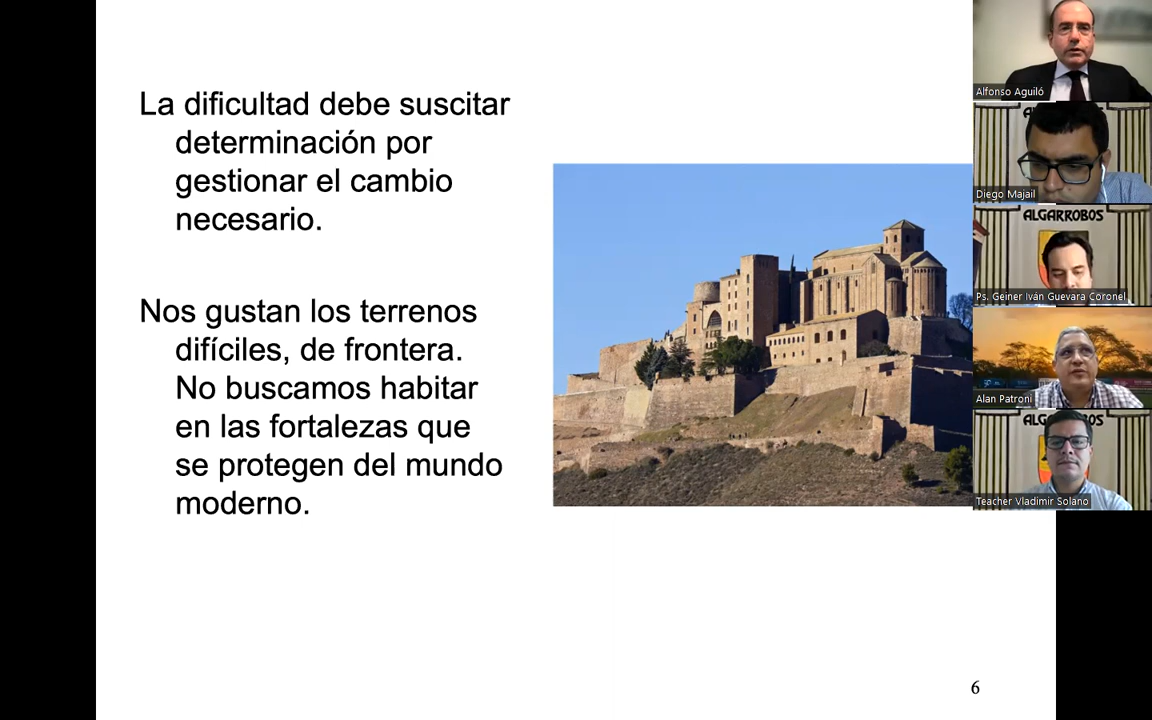 La dificultad debe suscitar
determinación por
gestionar el cambio
necesario.
Nos gustan los terrenos
difíciles, de frontera.
No buscamos habitar
en las fortalezas que
se protegen del mundo
moderno.
6
Alfonso Aguiló
Diego Majail
ALGARROBOS
Ps. Geiner Iván Guevara Coronel
Alan Patroni
Teacher Vladimir Solano